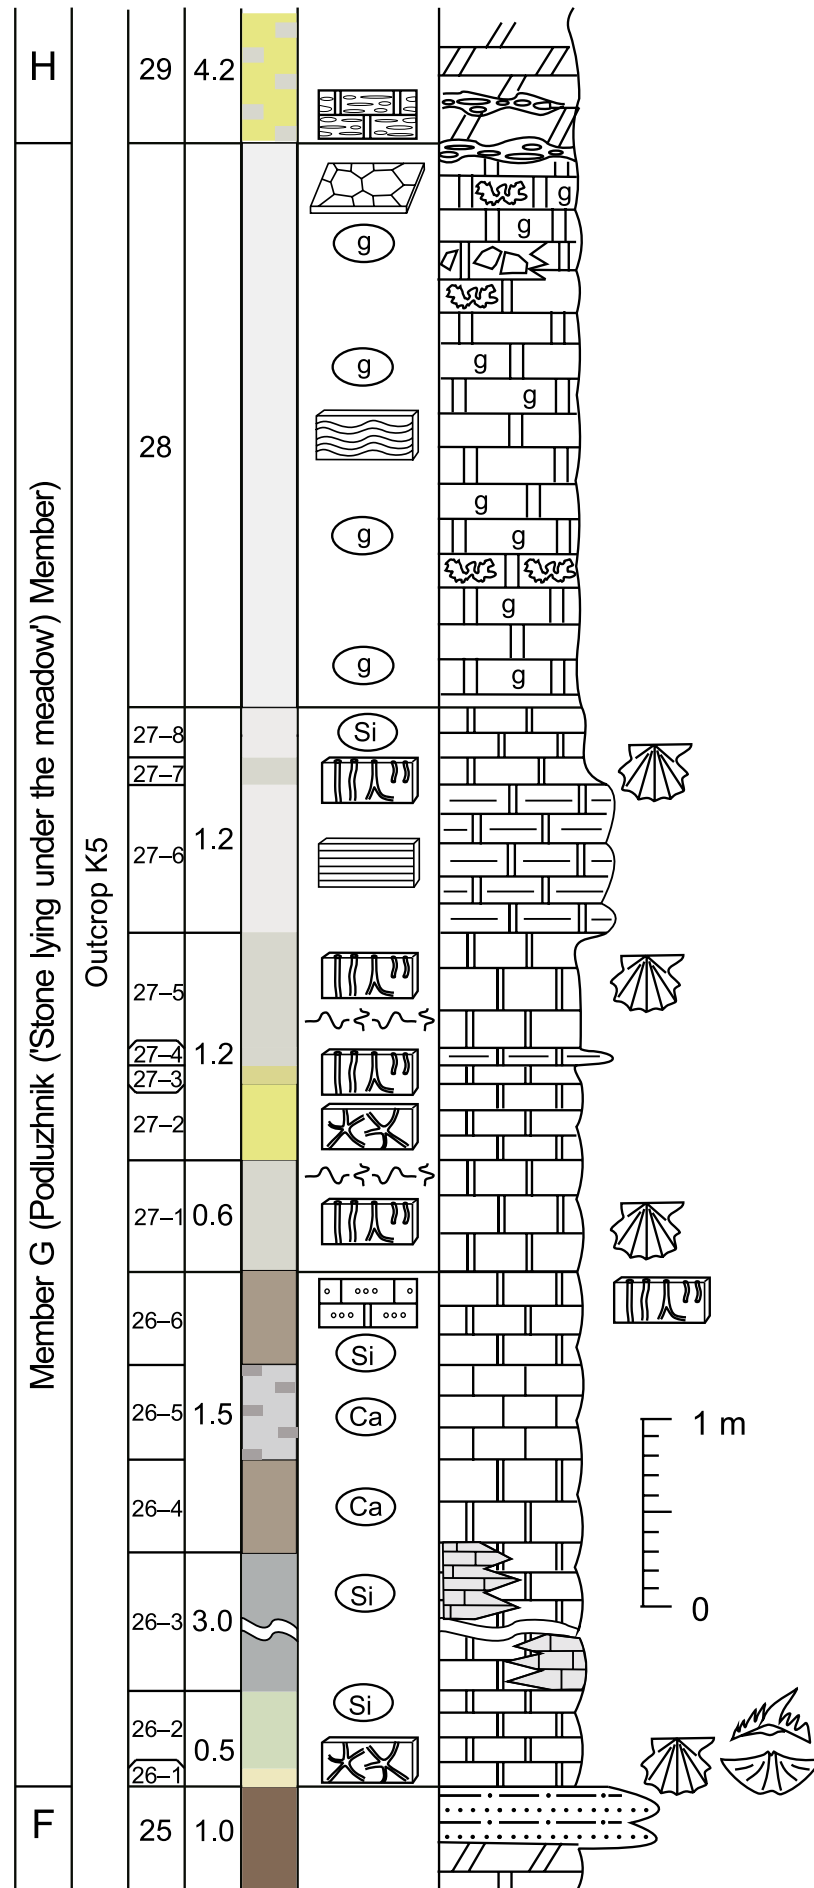 H
29 4.2
g
g
g
28
g
g
g
g
g
g
g
g
g
Member G (Podluzhnik ('Stone lying under the meadow') Member)
Outcrop K5
27–8
Si
27–7
27–6
1.2
27–5
27–4
1.2
27–3
27–2
27–1 0.6
26–6
Si
26–5
1.5
Ca
1 m
26–4
Ca
26–3 3.0
Si
0
26–2
Si
0.5
26–1
F
25 1.0